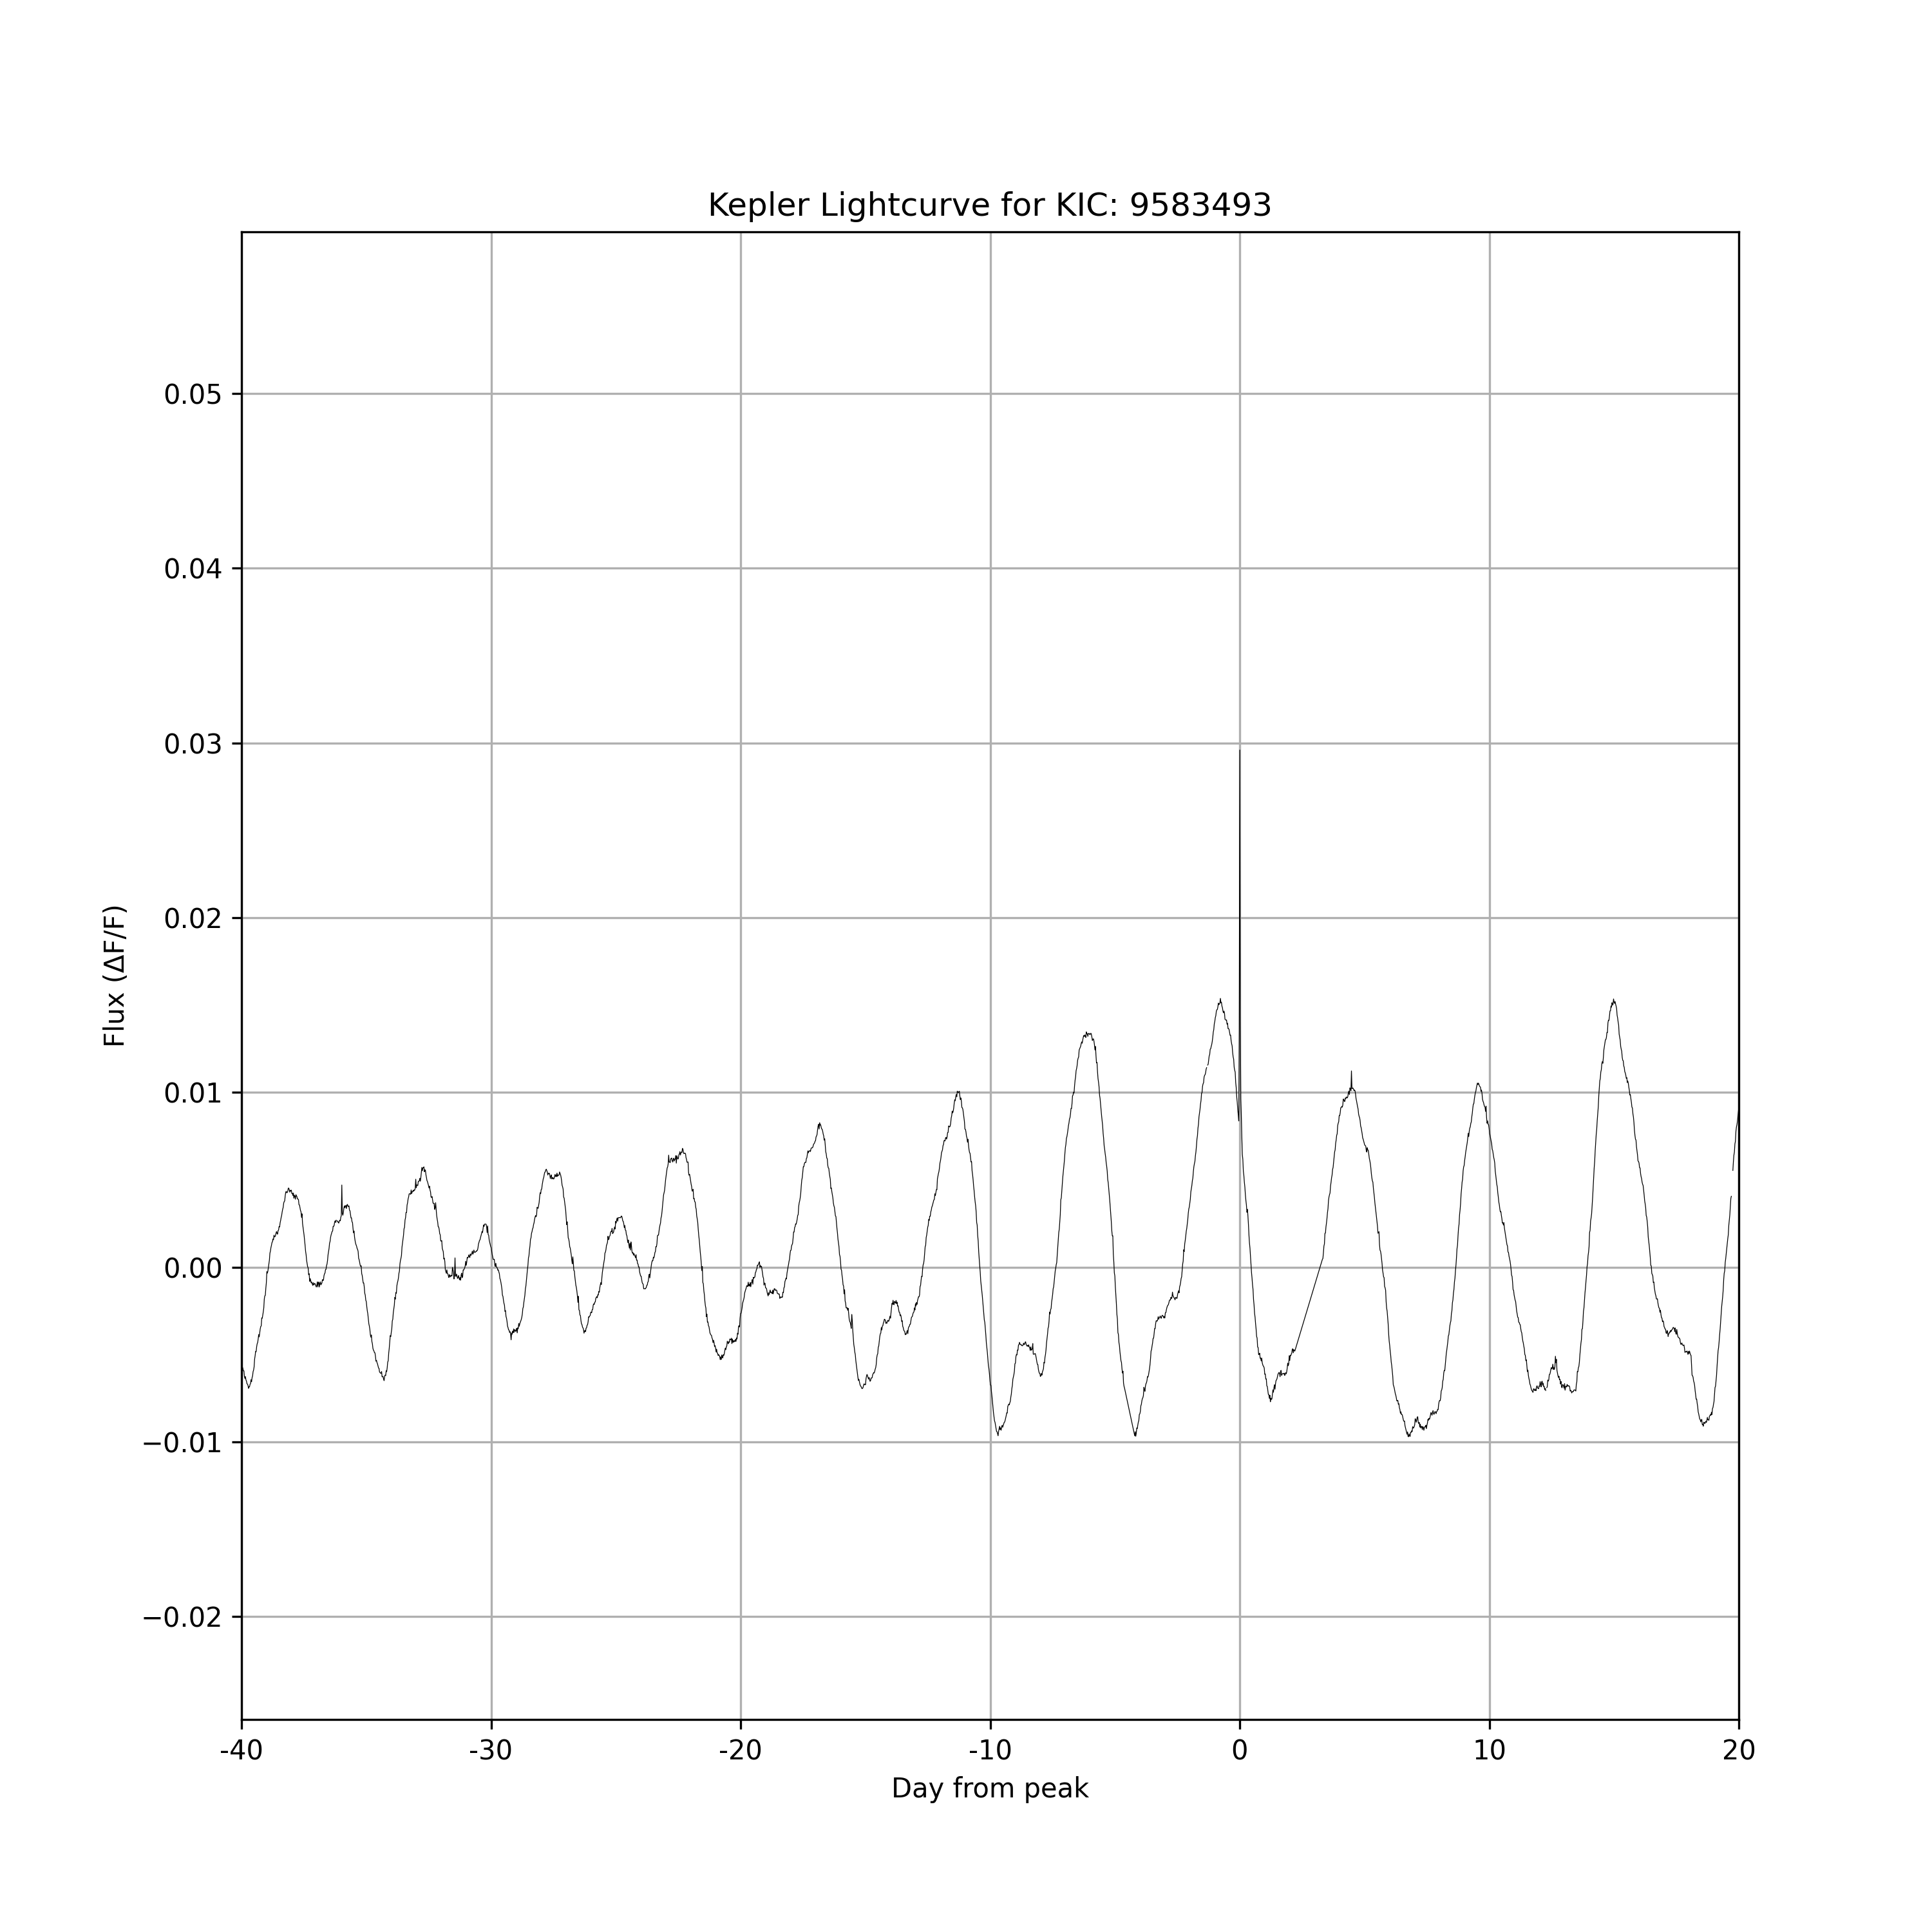 Kepler Lightcurve for KIC: 9583493
Flux (ΔF/F)
0.05
0.04
0.03
0.02
0.01
0.00
−0.01
−0.02
-40 -30 -20 -10 0 10 20
Day from peak